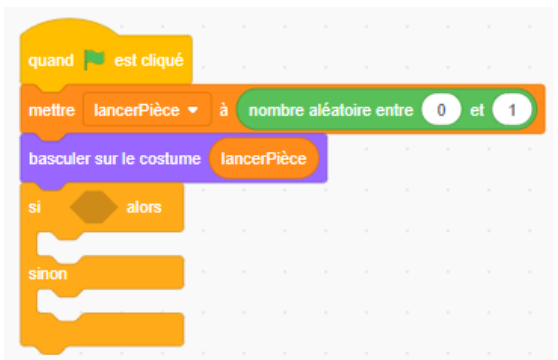 quand est cliqué
mettre lancerPièce à nombre aléatoire entre 0 et 1
basculer sur le costume lancerPièce
si alors
sinon